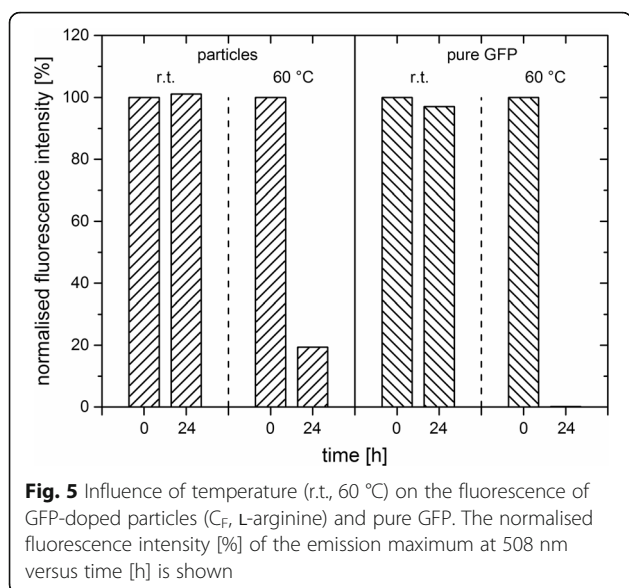 120
100
80
60
40
20
0
normalised fluorescence intensity [%]
particles
pure GFP
r.t.
60 °C
r.t.
60 °C
0
24
0
24
0
24
0
24
time [h]
Fig. 5 Influence of temperature (r.t., 60 °C) on the fluorescence of
GFP-doped particles (C_F, ʟ-arginine) and pure GFP. The normalised
fluorescence intensity [%] of the emission maximum at 508 nm
versus time [h] is shown